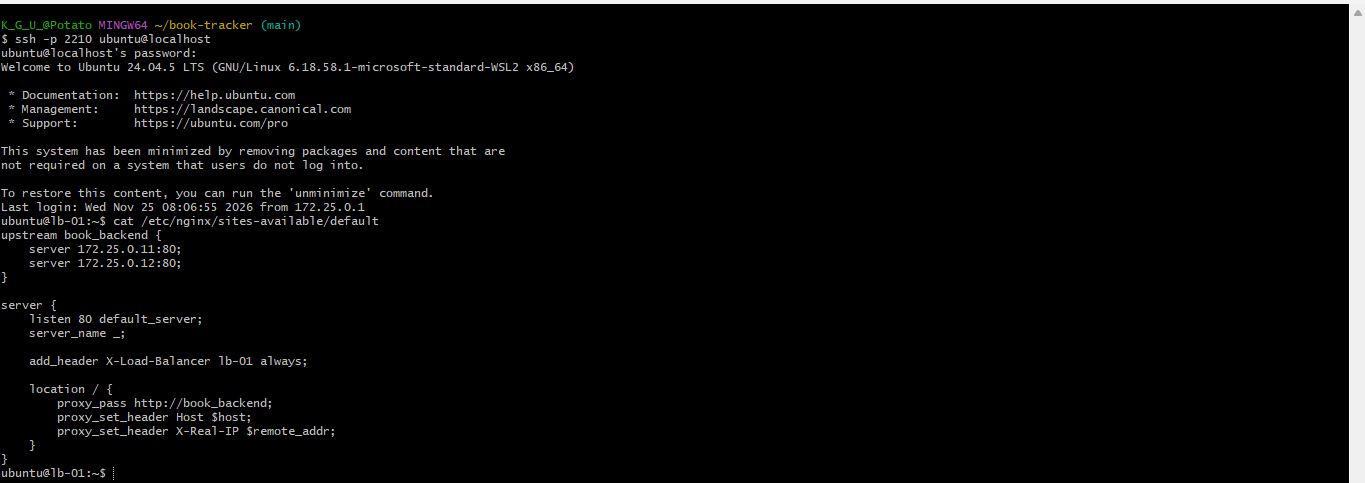 K_G_U_@Potato MINGW64 ~/book-tracker (main)
$ ssh -p 2210 ubuntu@localhost
ubuntu@localhost's password:
Welcome to Ubuntu 24.04.5 LTS (GNU/Linux 6.18.58.1-microsoft-standard-WSL2 x86_64)

 * Documentation:  https://help.ubuntu.com
 * Management:     https://landscape.canonical.com
 * Support:        https://ubuntu.com/pro

This system has been minimized by removing packages and content that are
not required on a system that users do not log into.

To restore this content, you can run the 'unminimize' command.
Last login: Wed Nov 25 08:06:55 2026 from 172.25.0.1
ubuntu@lb-01:~$ cat /etc/nginx/sites-available/default
upstream book_backend {
    server 172.25.0.11:80;
    server 172.25.0.12:80;
}

server {
    listen 80 default_server;
    server_name _;

    add_header X-Load-Balancer lb-01 always;

    location / {
        proxy_pass http://book_backend;
        proxy_set_header Host $host;
        proxy_set_header X-Real-IP $remote_addr;
    }
}
ubuntu@lb-01:~$